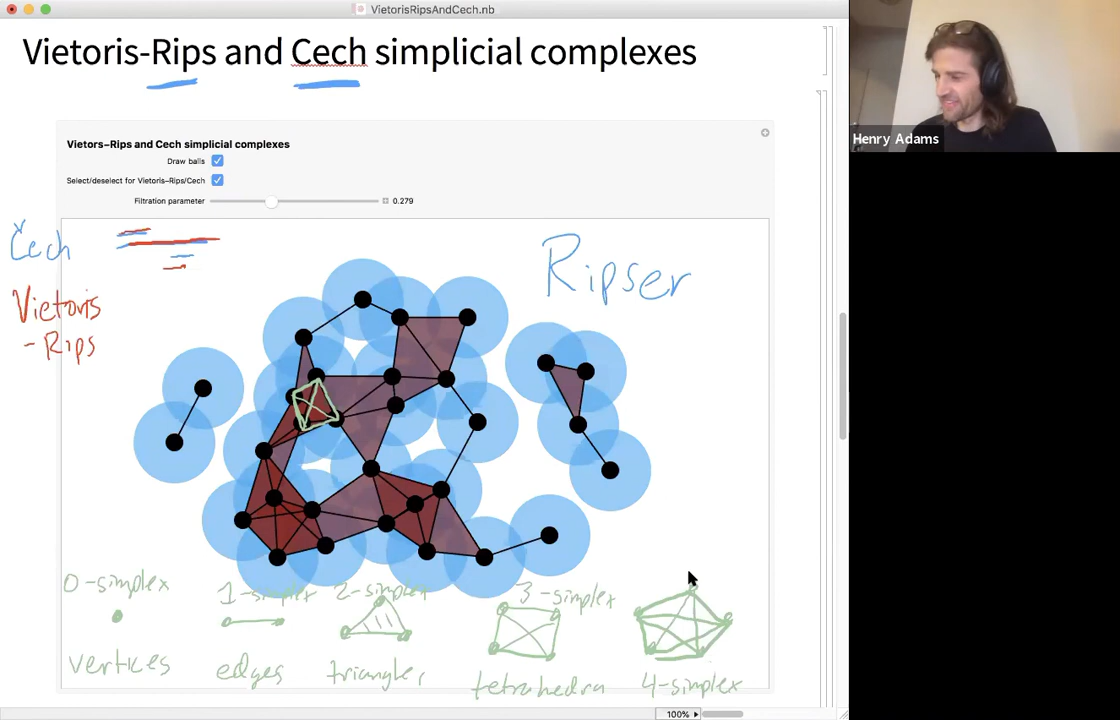 VietorisRipsAndCech.nb
Vietoris-Rips and Cech simplicial complexes
Henry Adams
Vietors-Rips and Cech simplicial complexes
Draw balls
Select/deselect for Vietoris-Rips/Cech
Filtration parameter 0.279
Čech
Ripser
Vietoris
-Rips
0-simplex 1-simplex 2-simplex 3-simplex
vertices edges triangles tetrahedra 4-simplex
100%